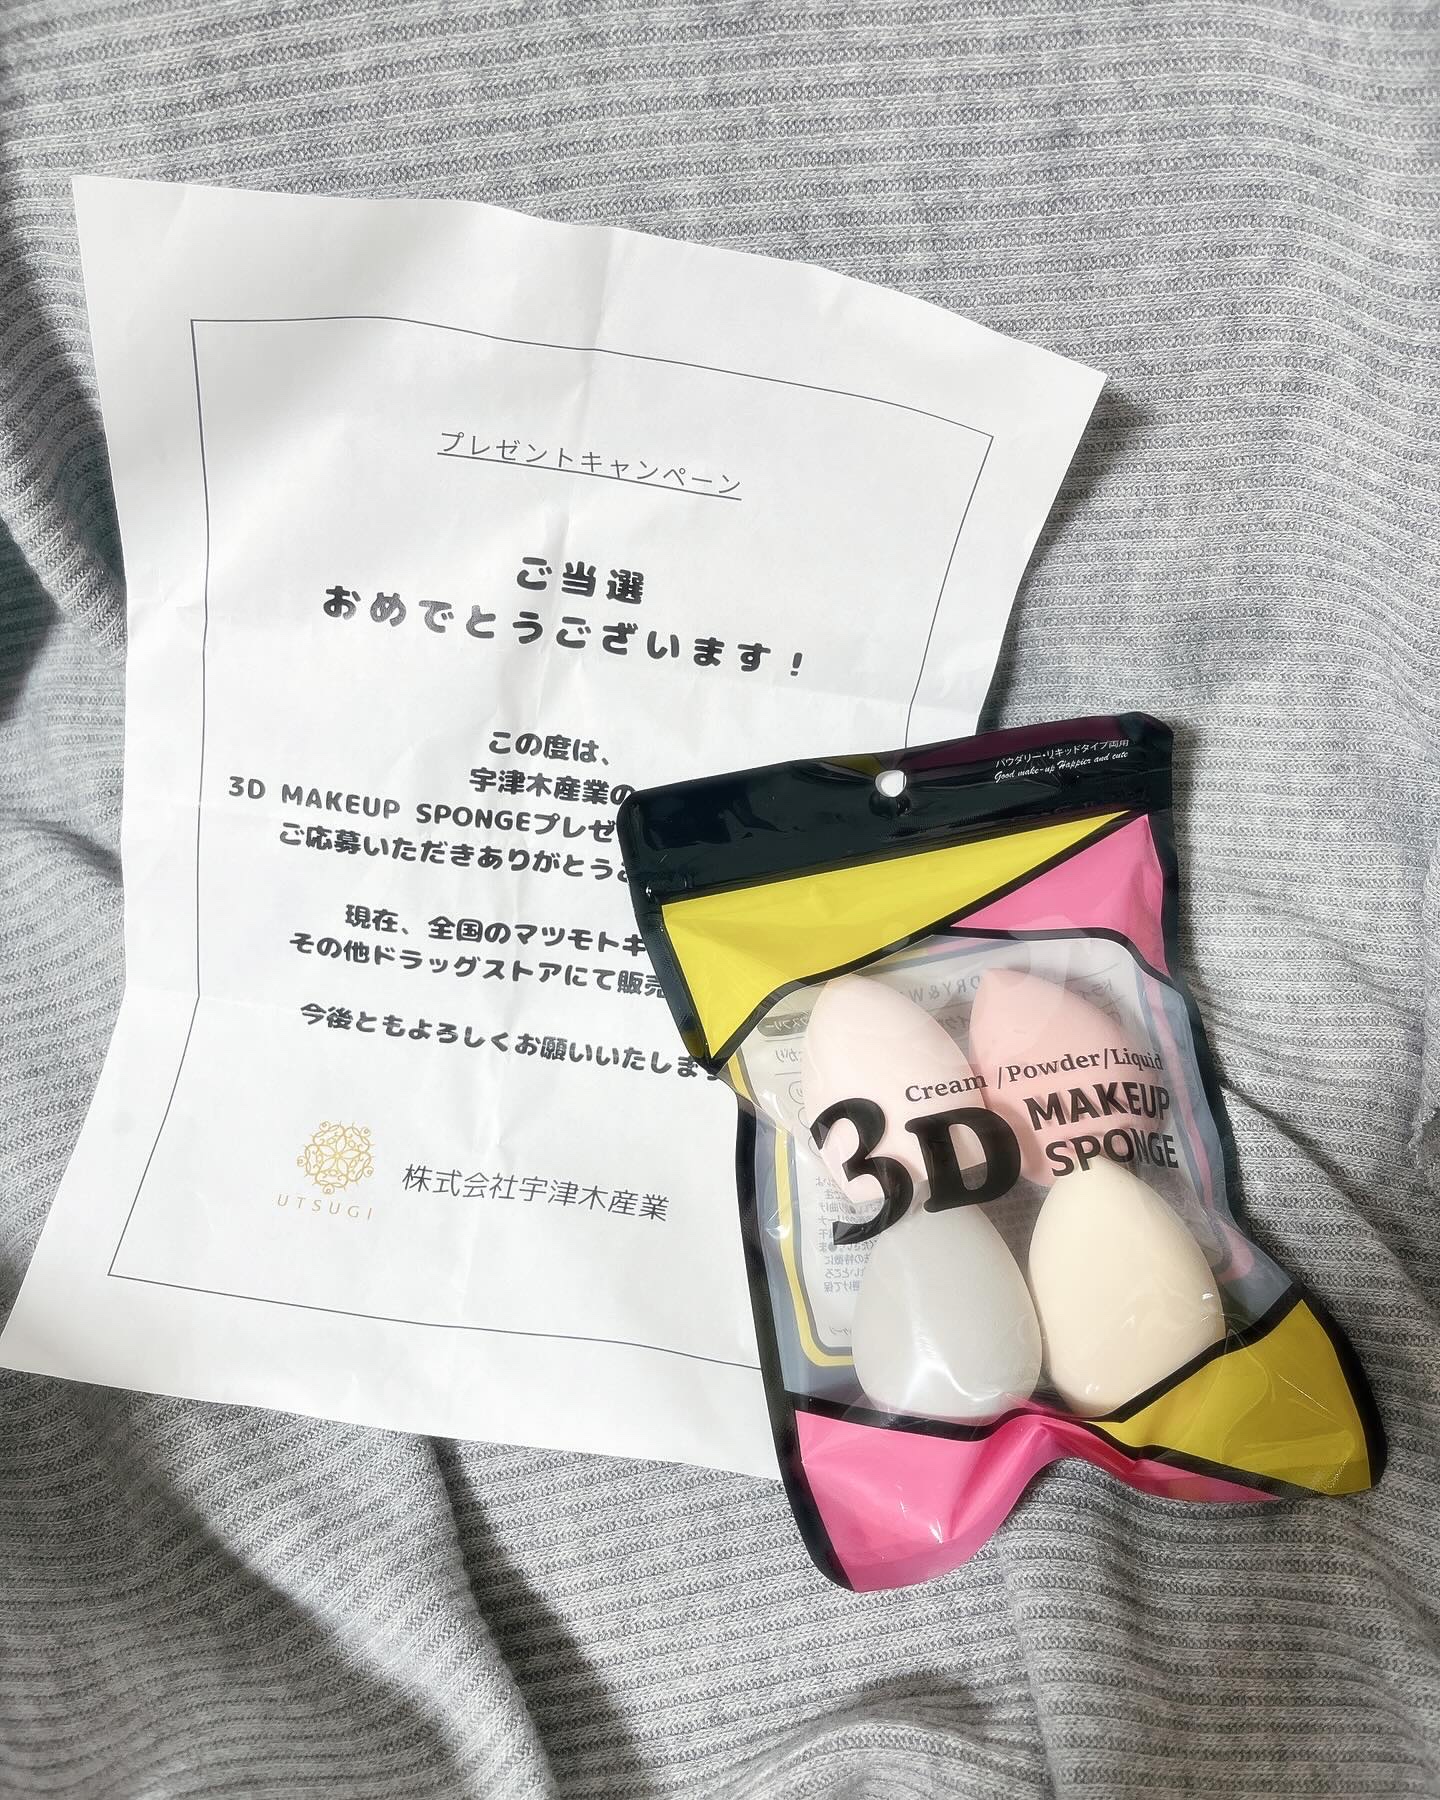 プレゼントキャンペーン
ご当選
おめでとうございます!
この度は、
宇津木産業の
3D MAKEUP SPONGEプレゼ
ご応募いただきありがとう
現在、全国のマツモトキ
その他ドラッグストアにて販売
今後ともよろしくお願いいたしま
UTSUGI
株式会社宇津木産業
パウダリー・リキッドタイプ両用
Good make-up Happier and cute
Cream /Powder/Liquid
3D MAKEUP
SPONGE